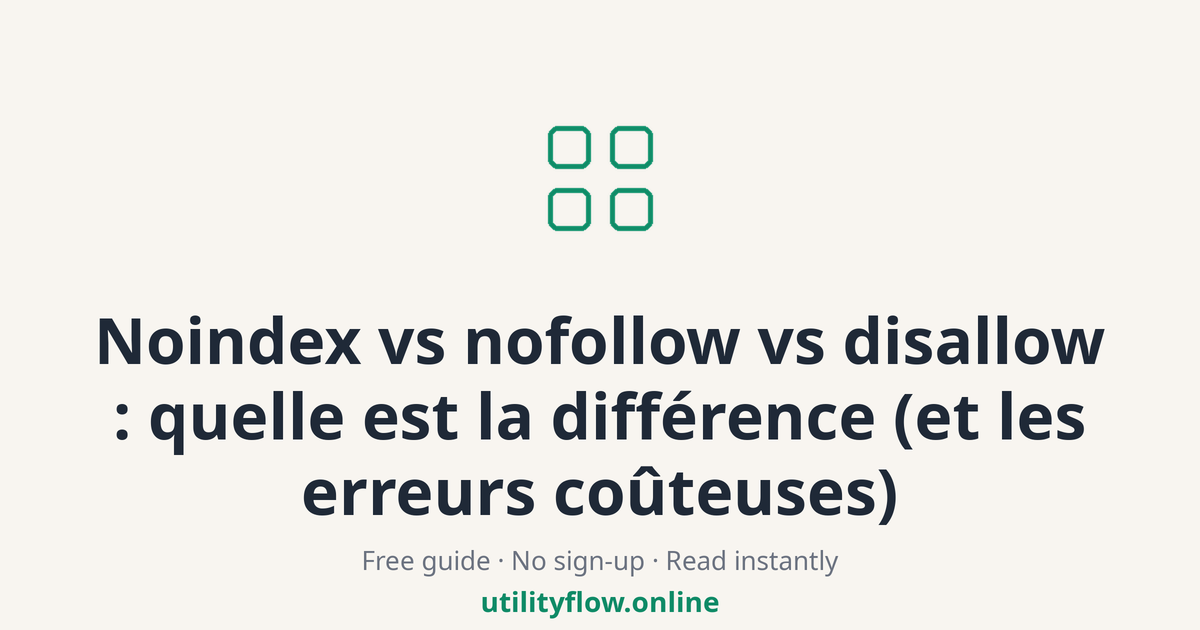 Noindex vs nofollow vs disallow
: quelle est la différence (et les
erreurs coûteuses)
Free guide · No sign-up · Read instantly
utilityflow.online